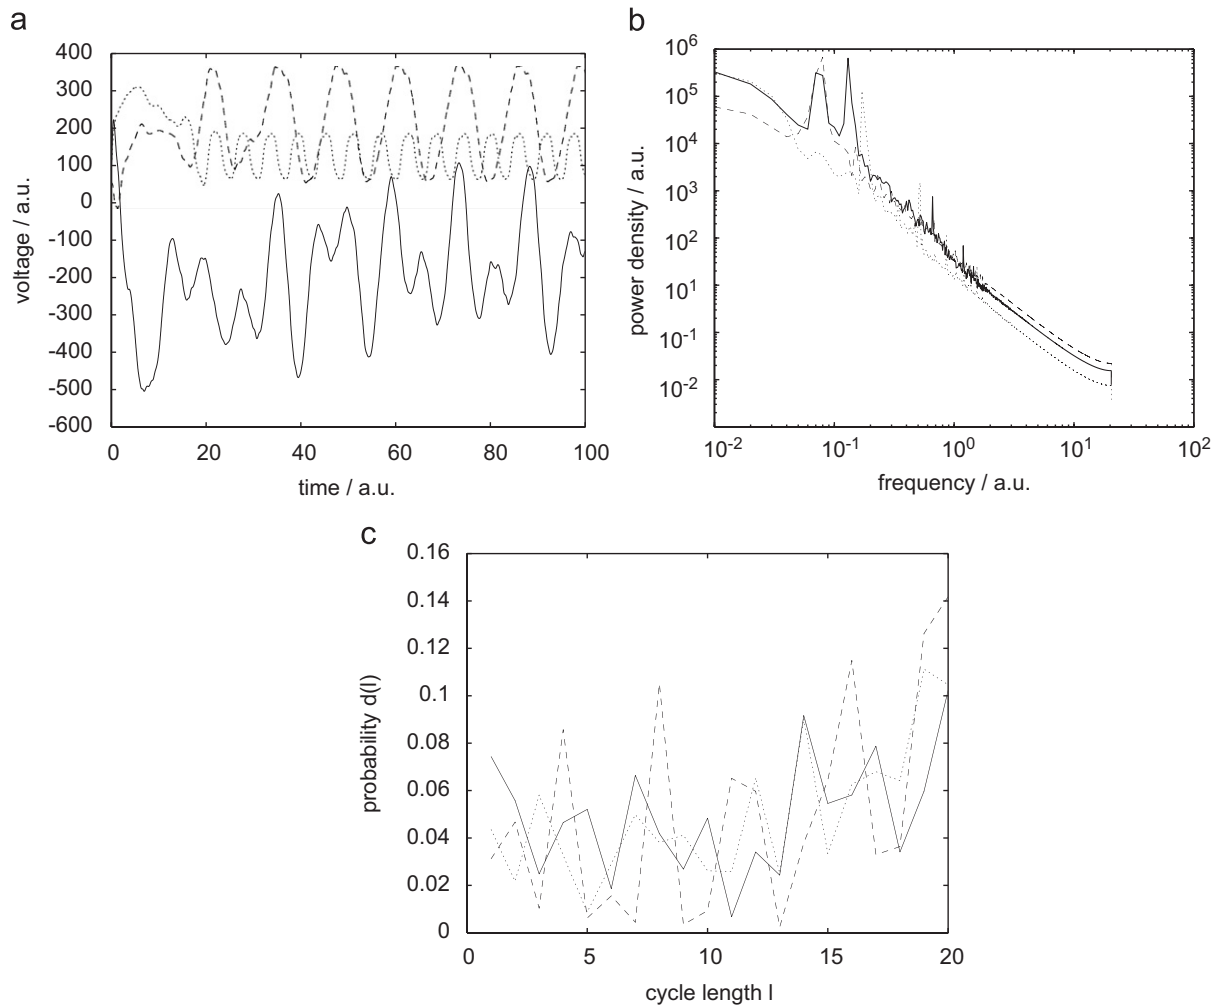 a
400
300
200
100
0
-100
-200
-300
-400
-500
-600
voltage / a.u.
0 20 40 60 80 100
time / a.u.
b
10^6
10^5
10^4
10^3
10^2
10^1
10^-1
10^-2
power density / a.u.
10^-2 10^-1 10^0 10^1 10^2
frequency / a.u.
c
0.16
0.14
0.12
0.1
0.08
0.06
0.04
0.02
0
probability d(l)
0 5 10 15 20
cycle length l